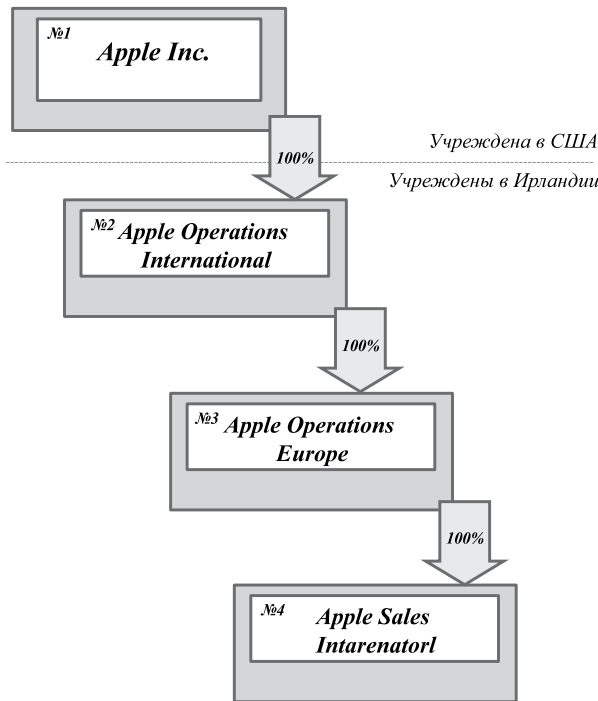 №1
Apple Inc.
100%
Учреждена в США
Учреждены в Ирландии
№2 Apple Operations
International
100%
№3 Apple Operations
Europe
100%
№4 Apple Sales
Intarenatorl